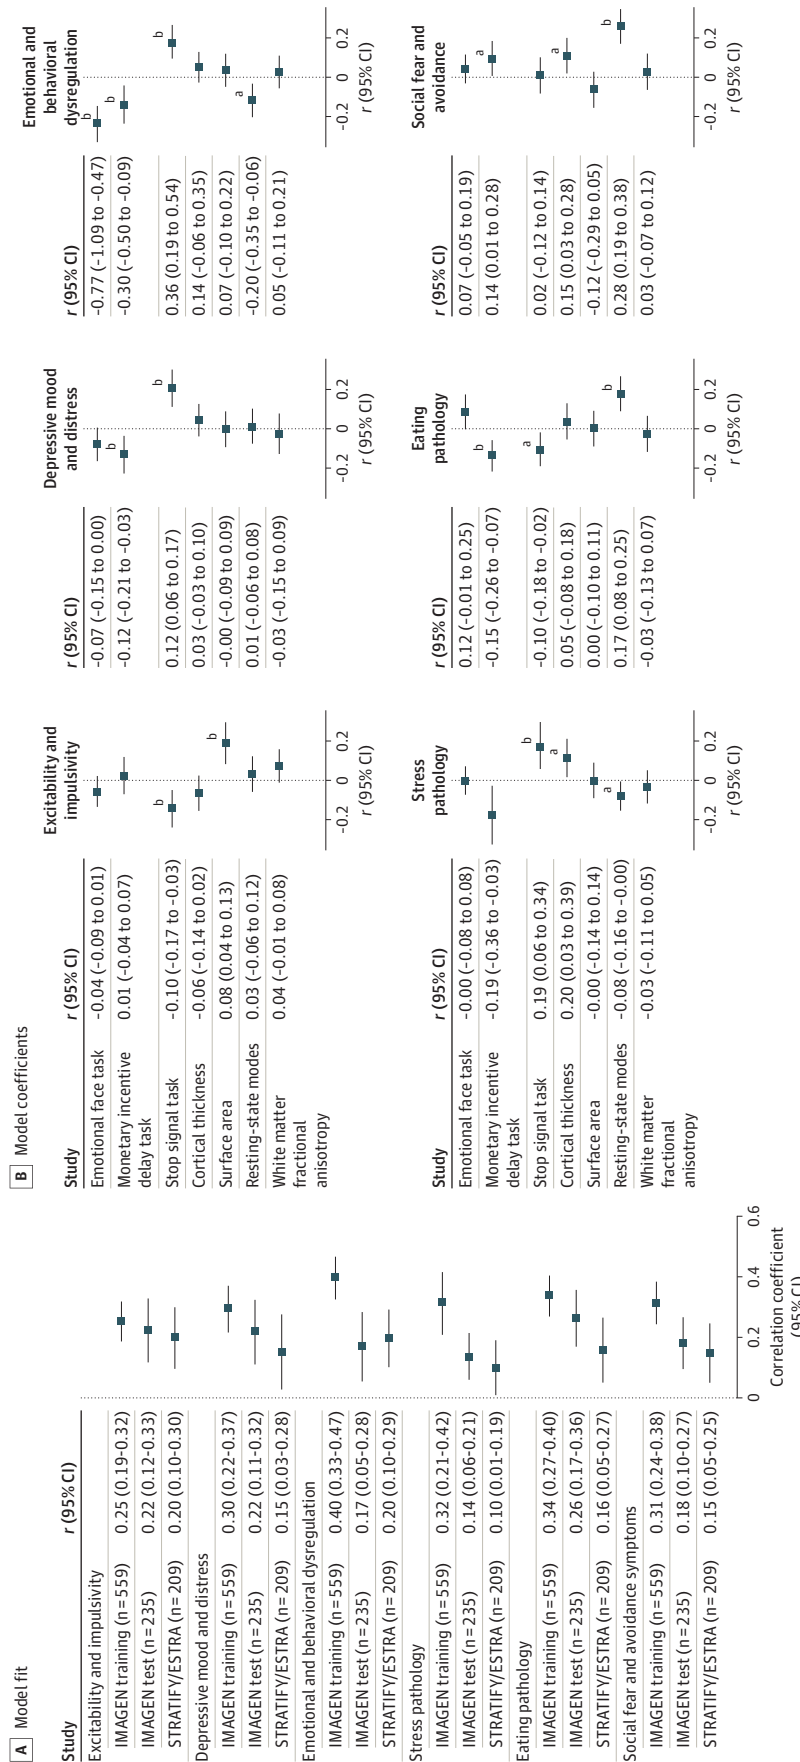 A Model fit
Study r (95% CI)
Excitability and impulsivity
IMAGEN training (n = 559) 0.25 (0.19-0.32)
IMAGEN test (n = 235) 0.22 (0.12-0.33)
STRATIFY/ESTRA (n = 209) 0.20 (0.10-0.30)
Depressive mood and distress
IMAGEN training (n = 559) 0.30 (0.22-0.37)
IMAGEN test (n = 235) 0.22 (0.11-0.32)
STRATIFY/ESTRA (n = 209) 0.15 (0.03-0.28)
Emotional and behavioral dysregulation
IMAGEN training (n = 559) 0.40 (0.33-0.47)
IMAGEN test (n = 235) 0.17 (0.05-0.28)
STRATIFY/ESTRA (n = 209) 0.20 (0.10-0.29)
Stress pathology
IMAGEN training (n = 559) 0.32 (0.21-0.42)
IMAGEN test (n = 235) 0.14 (0.06-0.21)
STRATIFY/ESTRA (n = 209) 0.10 (0.01-0.19)
Eating pathology
IMAGEN training (n = 559) 0.34 (0.27-0.40)
IMAGEN test (n = 235) 0.26 (0.17-0.36)
STRATIFY/ESTRA (n = 209) 0.16 (0.05-0.27)
Social fear and avoidance symptoms
IMAGEN training (n = 559) 0.31 (0.24-0.38)
IMAGEN test (n = 235) 0.18 (0.10-0.27)
STRATIFY/ESTRA (n = 209) 0.15 (0.05-0.25)
0 0.2 0.4 0.6
Correlation coefficient
(95% CI)
B Model coefficients
Study
Emotional face task
Monetary incentive
delay task
Stop signal task
Cortical thickness
Surface area
Resting-state modes
White matter
fractional
anisotropy
r (95% CI)
-0.04 (-0.09 to 0.01)
0.01 (-0.04 to 0.07)
-0.10 (-0.17 to -0.03)
-0.06 (-0.14 to 0.02)
0.08 (0.04 to 0.13)
0.03 (-0.06 to 0.12)
0.04 (-0.01 to 0.08)
Excitability and
impulsivity
b
b
-0.2 0 0.2
r (95% CI)
r (95% CI)
-0.07 (-0.15 to 0.00)
-0.12 (-0.21 to -0.03)
0.12 (0.06 to 0.17)
0.03 (-0.03 to 0.10)
-0.00 (-0.09 to 0.09)
0.01 (-0.06 to 0.08)
-0.03 (-0.15 to 0.09)
Depressive mood
and distress
b
b
-0.2 0 0.2
r (95% CI)
r (95% CI)
-0.77 (-1.09 to -0.47)
-0.30 (-0.50 to -0.09)
0.36 (0.19 to 0.54)
0.14 (-0.06 to 0.35)
0.07 (-0.10 to 0.22)
-0.20 (-0.35 to -0.06)
0.05 (-0.11 to 0.21)
Emotional and
behavioral
dysregulation
b
b
b
a
-0.2 0 0.2
r (95% CI)
Study
Emotional face task
Monetary incentive
delay task
Stop signal task
Cortical thickness
Surface area
Resting-state modes
White matter
fractional
anisotropy
r (95% CI)
-0.00 (-0.08 to 0.08)
-0.19 (-0.36 to -0.03)
0.19 (0.06 to 0.34)
0.20 (0.03 to 0.39)
-0.00 (-0.14 to 0.14)
-0.08 (-0.16 to -0.00)
-0.03 (-0.11 to 0.05)
Stress
pathology
b
a
a
-0.2 0 0.2
r (95% CI)
r (95% CI)
0.12 (-0.01 to 0.25)
-0.15 (-0.26 to -0.07)
-0.10 (-0.18 to -0.02)
0.05 (-0.08 to 0.18)
0.00 (-0.10 to 0.11)
0.17 (0.08 to 0.25)
-0.03 (-0.13 to 0.07)
Eating
pathology
b
a
b
-0.2 0 0.2
r (95% CI)
r (95% CI)
0.07 (-0.05 to 0.19)
0.14 (0.01 to 0.28)
0.02 (-0.12 to 0.14)
0.15 (0.03 to 0.28)
-0.12 (-0.29 to 0.05)
0.28 (0.19 to 0.38)
0.03 (-0.07 to 0.12)
Social fear and
avoidance
a
a
b
-0.2 0 0.2
r (95% CI)